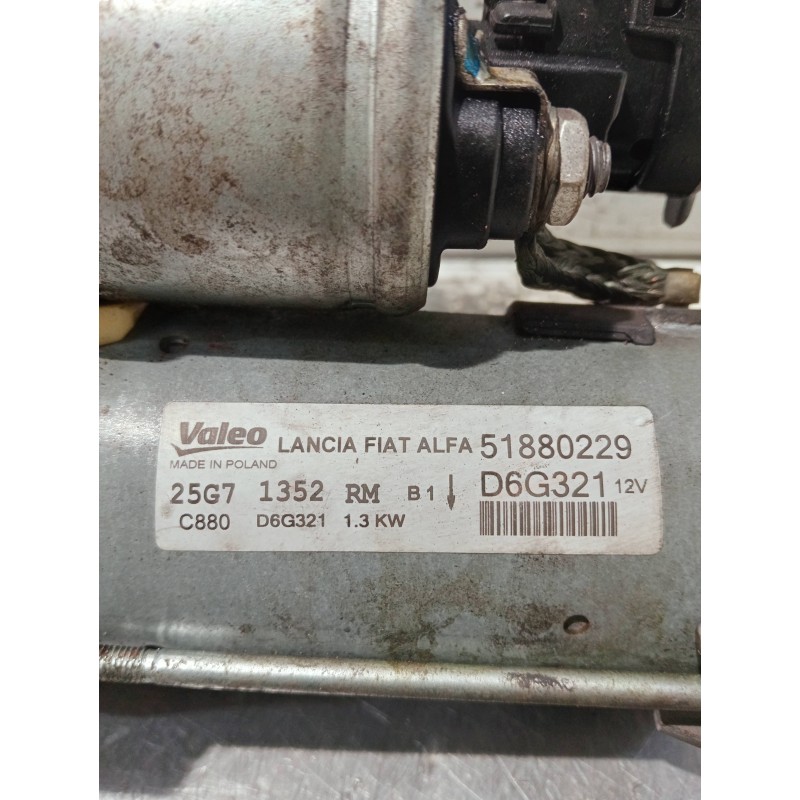 Valeo LANCIA FIAT ALFA 51880229
MADE IN POLAND
25G7 1352 RM B1 D6G321 12V
C880 D6G321 1.3 KW